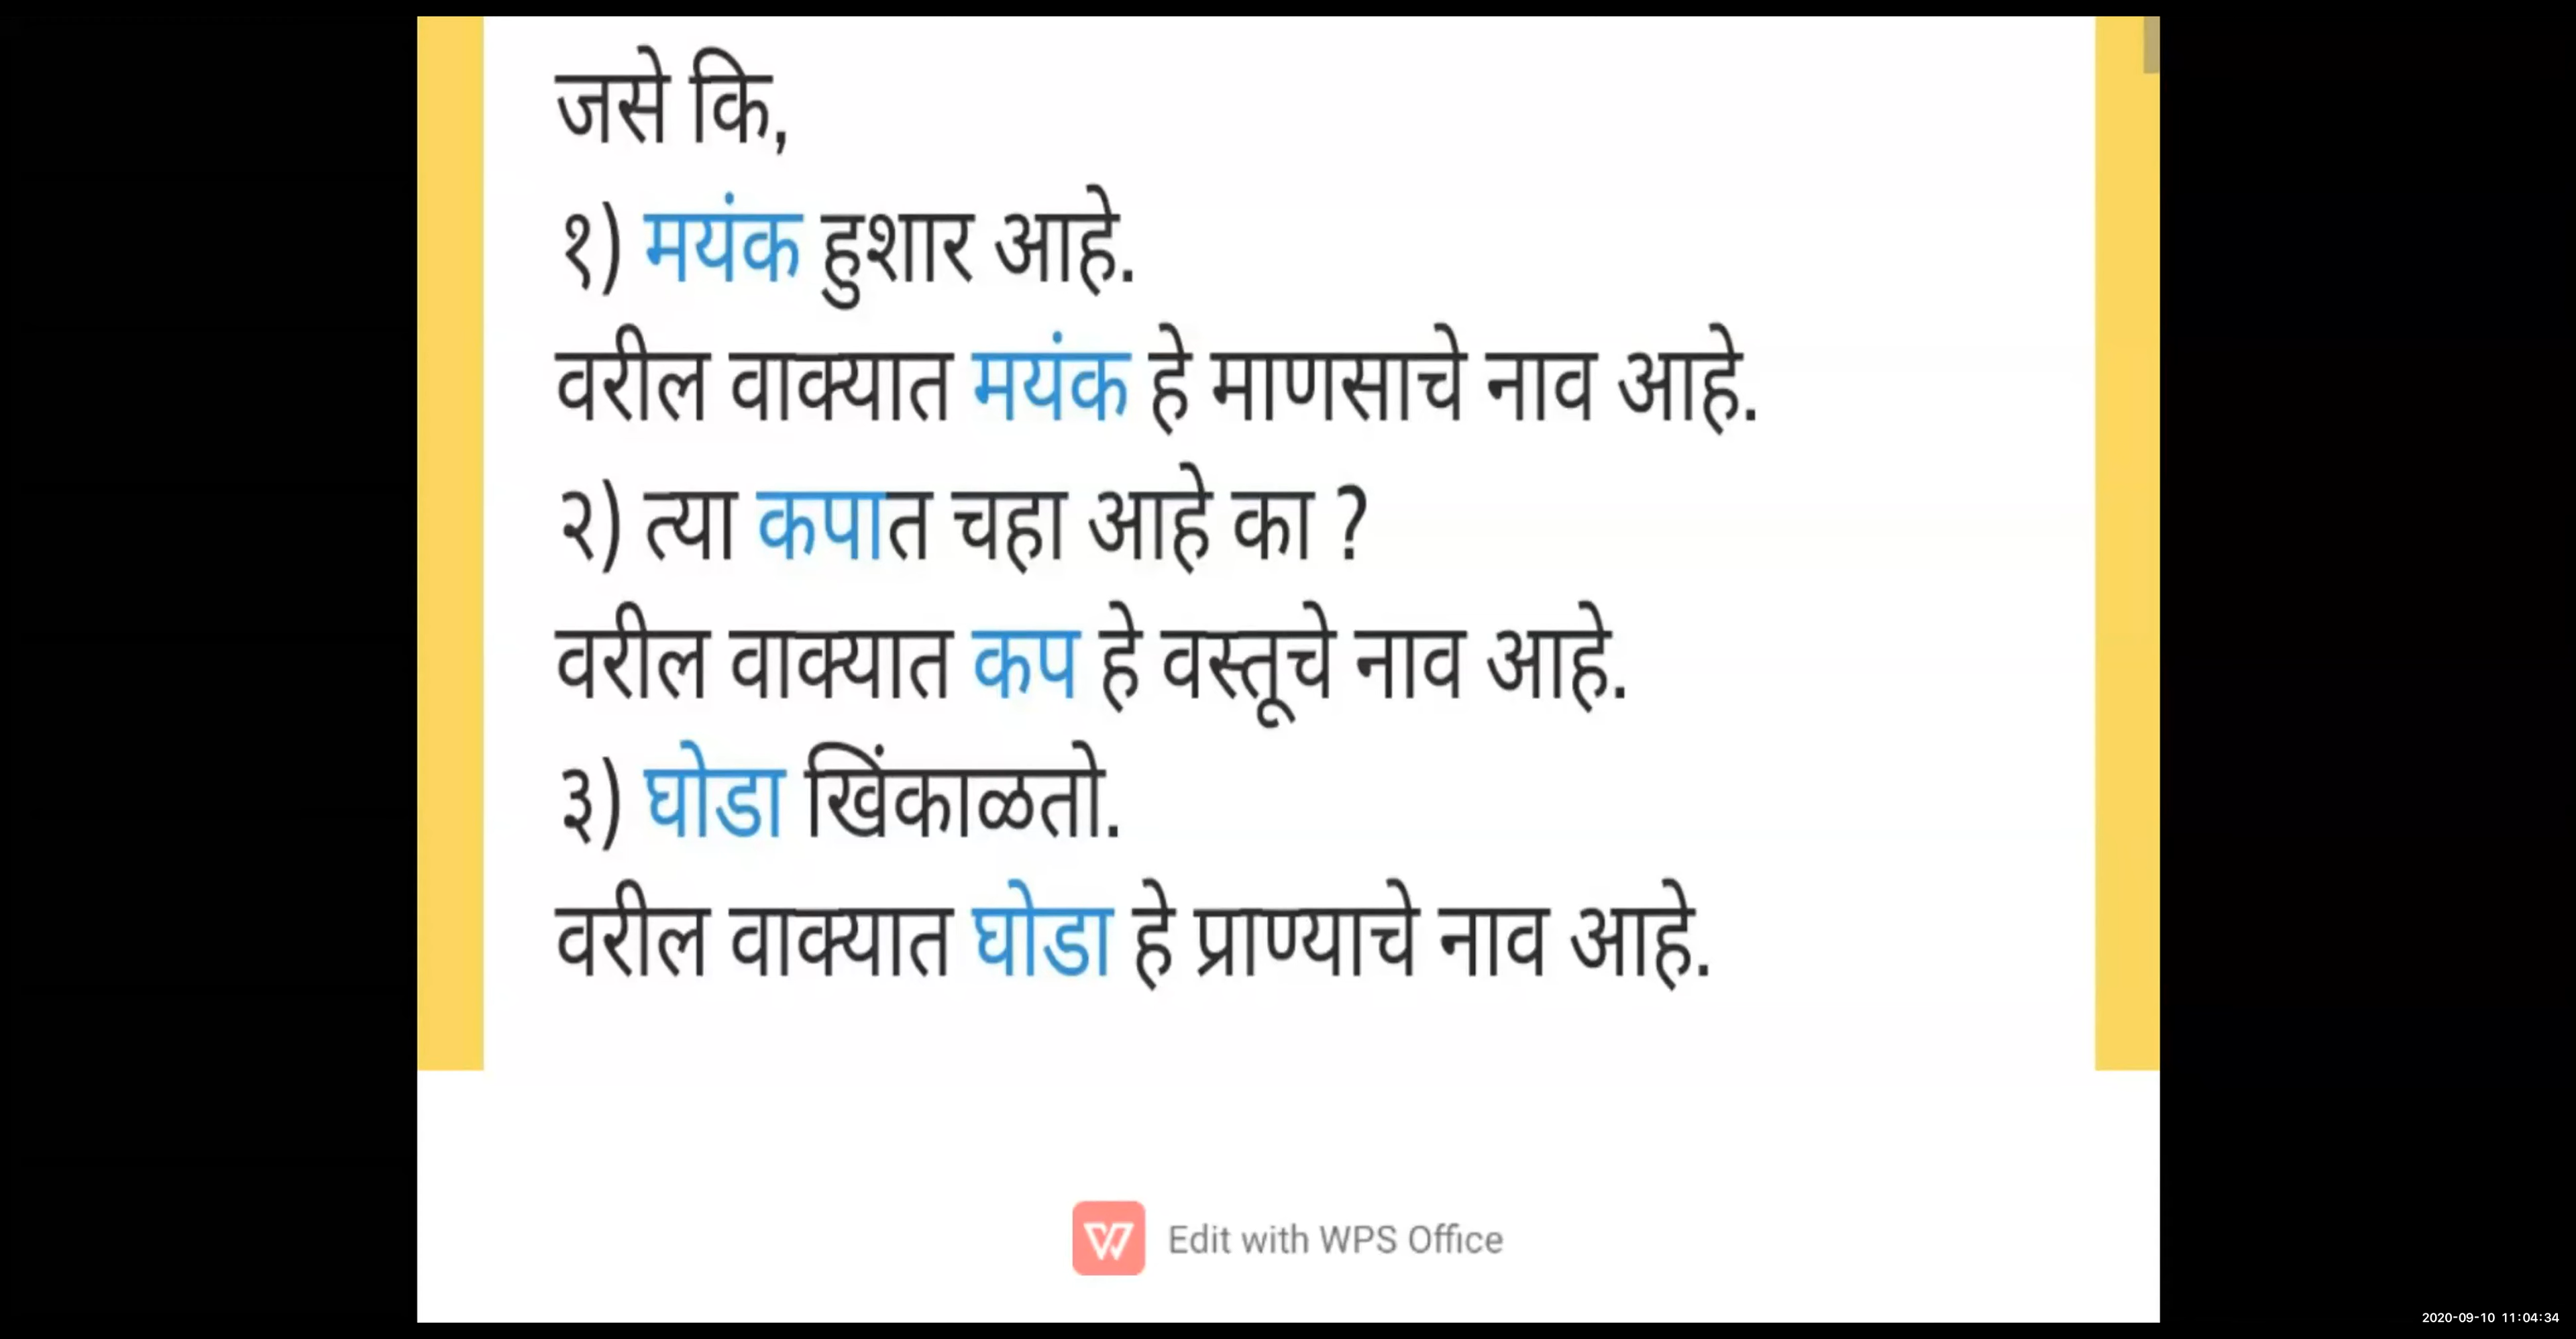 जसे कि,
१) मयंक हुशार आहे.
वरील वाक्यात मयंक हे माणसाचे नाव आहे.
२) त्या कपात चहा आहे का ?
वरील वाक्यात कप हे वस्तूचे नाव आहे.
३) घोडा खिंकाळतो.
वरील वाक्यात घोडा हे प्राण्याचे नाव आहे.
Edit with WPS Office
2020-09-10 11:04:34